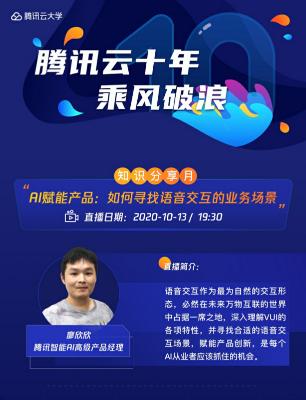 腾讯云大学
腾讯云十年
乘风破浪
知识分享月
“AI赋能产品：如何寻找语音交互的业务场景”
直播日期：2020-10-13 / 19:30
直播简介：
语音交互作为最为自然的交互形
态，必然在未来万物互联的世界
中占据一席之地，深入理解VUI的
各项特性，并寻找合适的语音交
互场景，赋能产品创新，是每个
AI从业者应该抓住的机会。
廖欣欣
腾讯智能AI高级产品经理